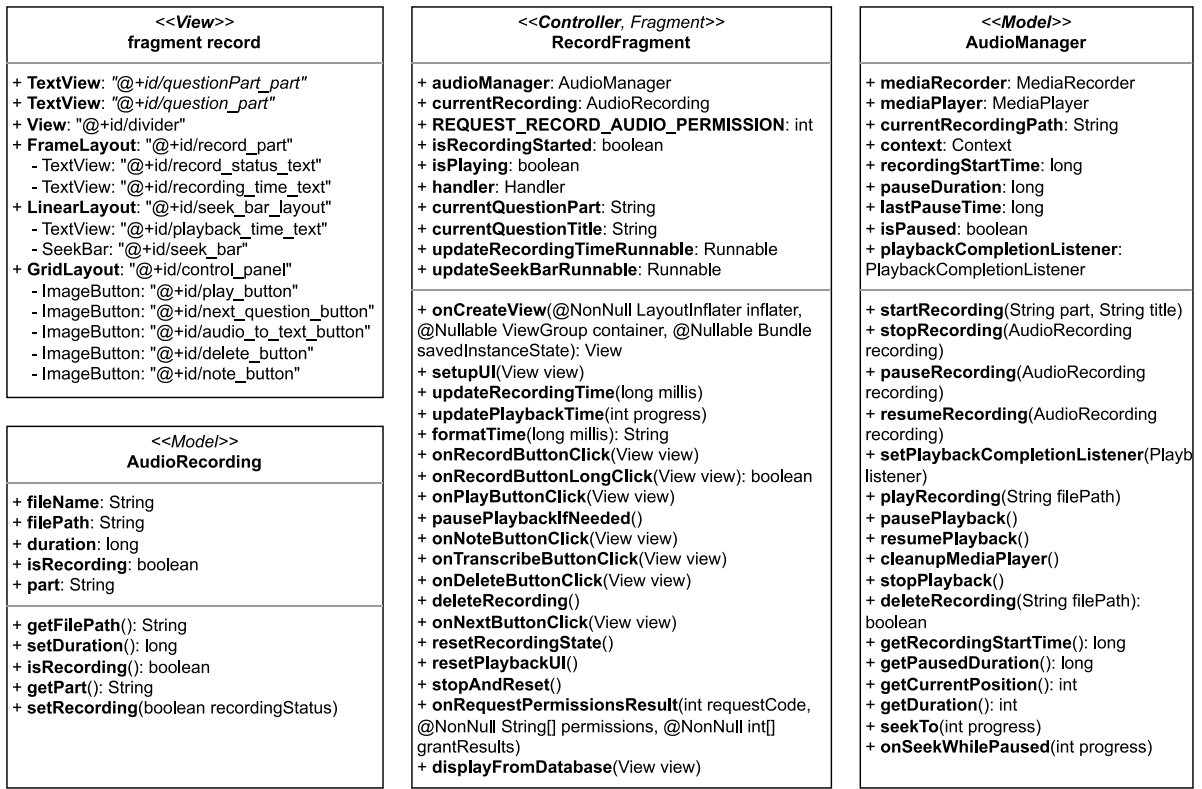 <<View>>
fragment record
+ TextView: "@+id/questionPart_part"
+ TextView: "@+id/question_part"
+ View: "@+id/divider"
+ FrameLayout: "@+id/record_part"
- TextView: "@+id/record_status_text"
- TextView: "@+id/recording_time_text"
+ LinearLayout: "@+id/seek_bar_layout"
- TextView: "@+id/playback_time_text"
- SeekBar: "@+id/seek_bar"
+ GridLayout: "@+id/control_panel"
- ImageButton: "@+id/play_button"
- ImageButton: "@+id/next_question_button"
- ImageButton: "@+id/audio_to_text_button"
- ImageButton: "@+id/delete_button"
- ImageButton: "@+id/note_button"
<<Model>>
AudioRecording
+ fileName: String
+ filePath: String
+ duration: long
+ isRecording: boolean
+ part: String
+ getFilePath(): String
+ setDuration(): long
+ isRecording(): boolean
+ getPart(): String
+ setRecording(boolean recordingStatus)
<<Controller, Fragment>>
RecordFragment
+ audioManager: AudioManager
+ currentRecording: AudioRecording
+ REQUEST_RECORD_AUDIO_PERMISSION: int
+ isRecordingStarted: boolean
+ isPlaying: boolean
+ handler: Handler
+ currentQuestionPart: String
+ currentQuestionTitle: String
+ updateRecordingTimeRunnable: Runnable
+ updateSeekBarRunnable: Runnable
+ onCreateView(@NonNull LayoutInflater inflater,
@Nullable ViewGroup container, @Nullable Bundle
savedInstanceState): View
+ setupUI(View view)
+ updateRecordingTime(long millis)
+ updatePlaybackTime(int progress)
+ formatTime(long millis): String
+ onRecordButtonClick(View view)
+ onRecordButtonLongClick(View view): boolean
+ onPlayButtonClick(View view)
+ pausePlaybackIfNeeded()
+ onNoteButtonClick(View view)
+ onTranscribeButtonClick(View view)
+ onDeleteButtonClick(View view)
+ deleteRecording()
+ onNextButtonClick(View view)
+ resetRecordingState()
+ resetPlaybackUI()
+ stopAndReset()
+ onRequestPermissionsResult(int requestCode,
@NonNull String[] permissions, @NonNull int[]
grantResults)
+ displayFromDatabase(View view)
<<Model>>
AudioManager
+ mediaRecorder: MediaRecorder
+ mediaPlayer: MediaPlayer
+ currentRecordingPath: String
+ context: Context
+ recordingStartTime: long
+ pauseDuration: long
+ lastPauseTime: long
+ isPaused: boolean
+ playbackCompletionListener:
PlaybackCompletionListener
+ startRecording(String part, String title)
+ stopRecording(AudioRecording
recording)
+ pauseRecording(AudioRecording
recording)
+ resumeRecording(AudioRecording
recording)
+ setPlaybackCompletionListener(Playb
listener)
+ playRecording(String filePath)
+ pausePlayback()
+ resumePlayback()
+ cleanupMediaPlayer()
+ stopPlayback()
+ deleteRecording(String filePath):
boolean
+ getRecordingStartTime(): long
+ getPausedDuration(): long
+ getCurrentPosition(): int
+ getDuration(): int
+ seekTo(int progress)
+ onSeekWhilePaused(int progress)